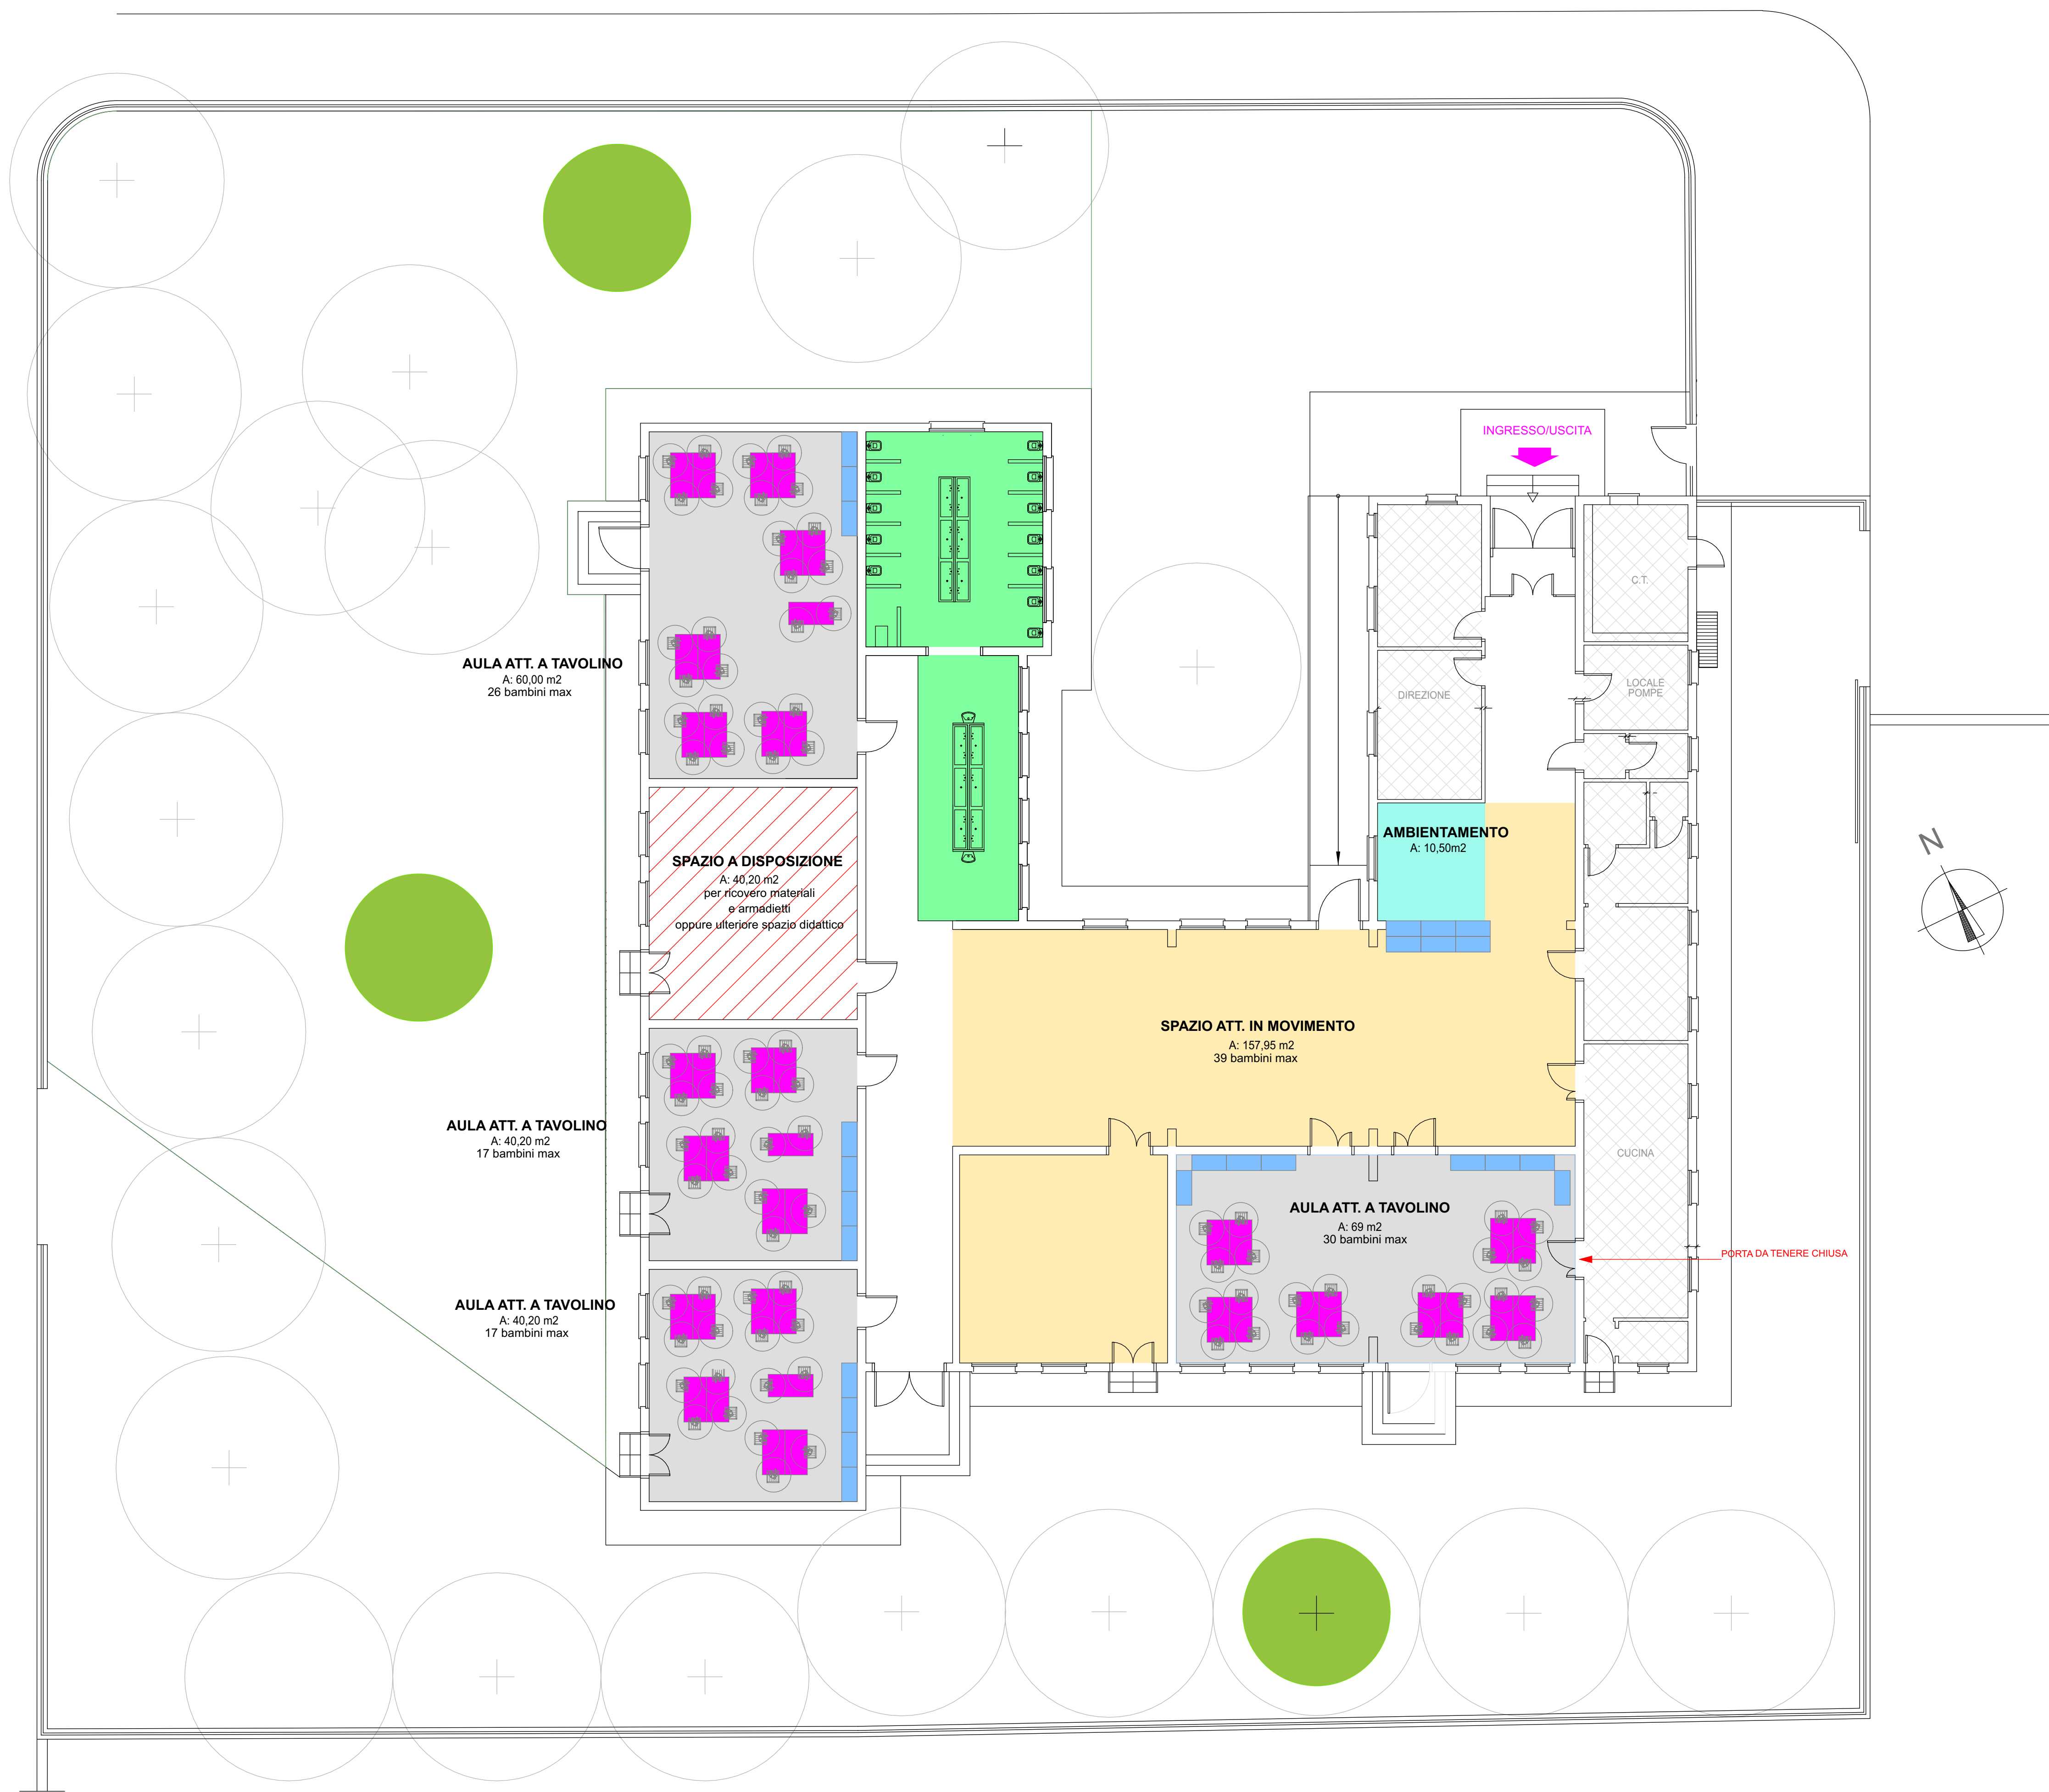 INGRESSO/USCITA
C.T.
AULA ATT. A TAVOLINO
A: 60,00 m2
26 bambini max
LOCALE
POMPE
DIREZIONE
AMBIENTAMENTO
A: 10,50m2
N
SPAZIO A DISPOSIZIONE
A: 40,20 m2
per ricovero materiali
e armadietti
oppure ulteriore spazio didattico
SPAZIO ATT. IN MOVIMENTO
A: 157,95 m2
39 bambini max
AULA ATT. A TAVOLINO
A: 40,20 m2
17 bambini max
CUCINA
AULA ATT. A TAVOLINO
A: 69 m2
30 bambini max
PORTA DA TENERE CHIUSA
AULA ATT. A TAVOLINO
A: 40,20 m2
17 bambini max